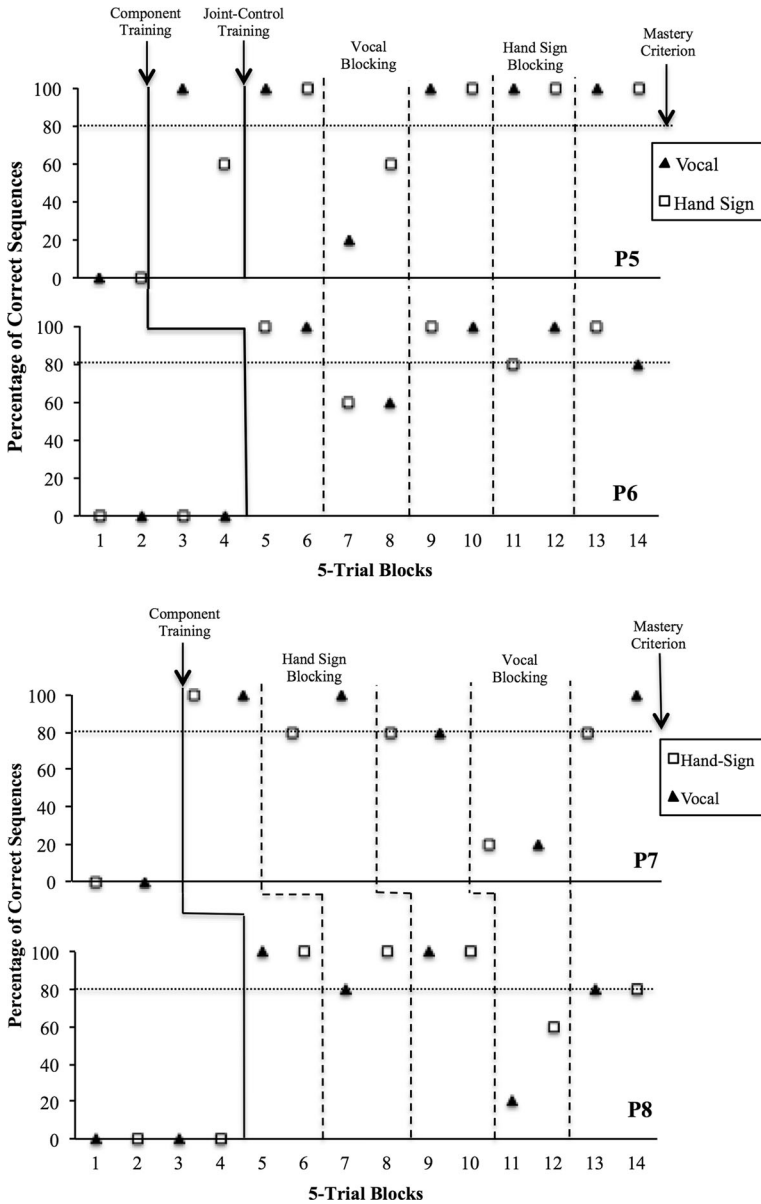 Component
Training
Joint-Control
Training
Vocal
Blocking
Hand Sign
Blocking
Mastery
Criterion
Percentage of Correct Sequences
100
80
60
40
20
0
P5
Vocal
Hand Sign
100
80
60
40
20
0
P6
1 2 3 4 5 6 7 8 9 10 11 12 13 14
5-Trial Blocks
Component
Training
Hand Sign
Blocking
Vocal
Blocking
Mastery
Criterion
Percentage of Correct Sequences
100
80
60
40
20
0
P7
Hand-Sign
Vocal
100
80
60
40
20
0
P8
1 2 3 4 5 6 7 8 9 10 11 12 13 14
5-Trial Blocks